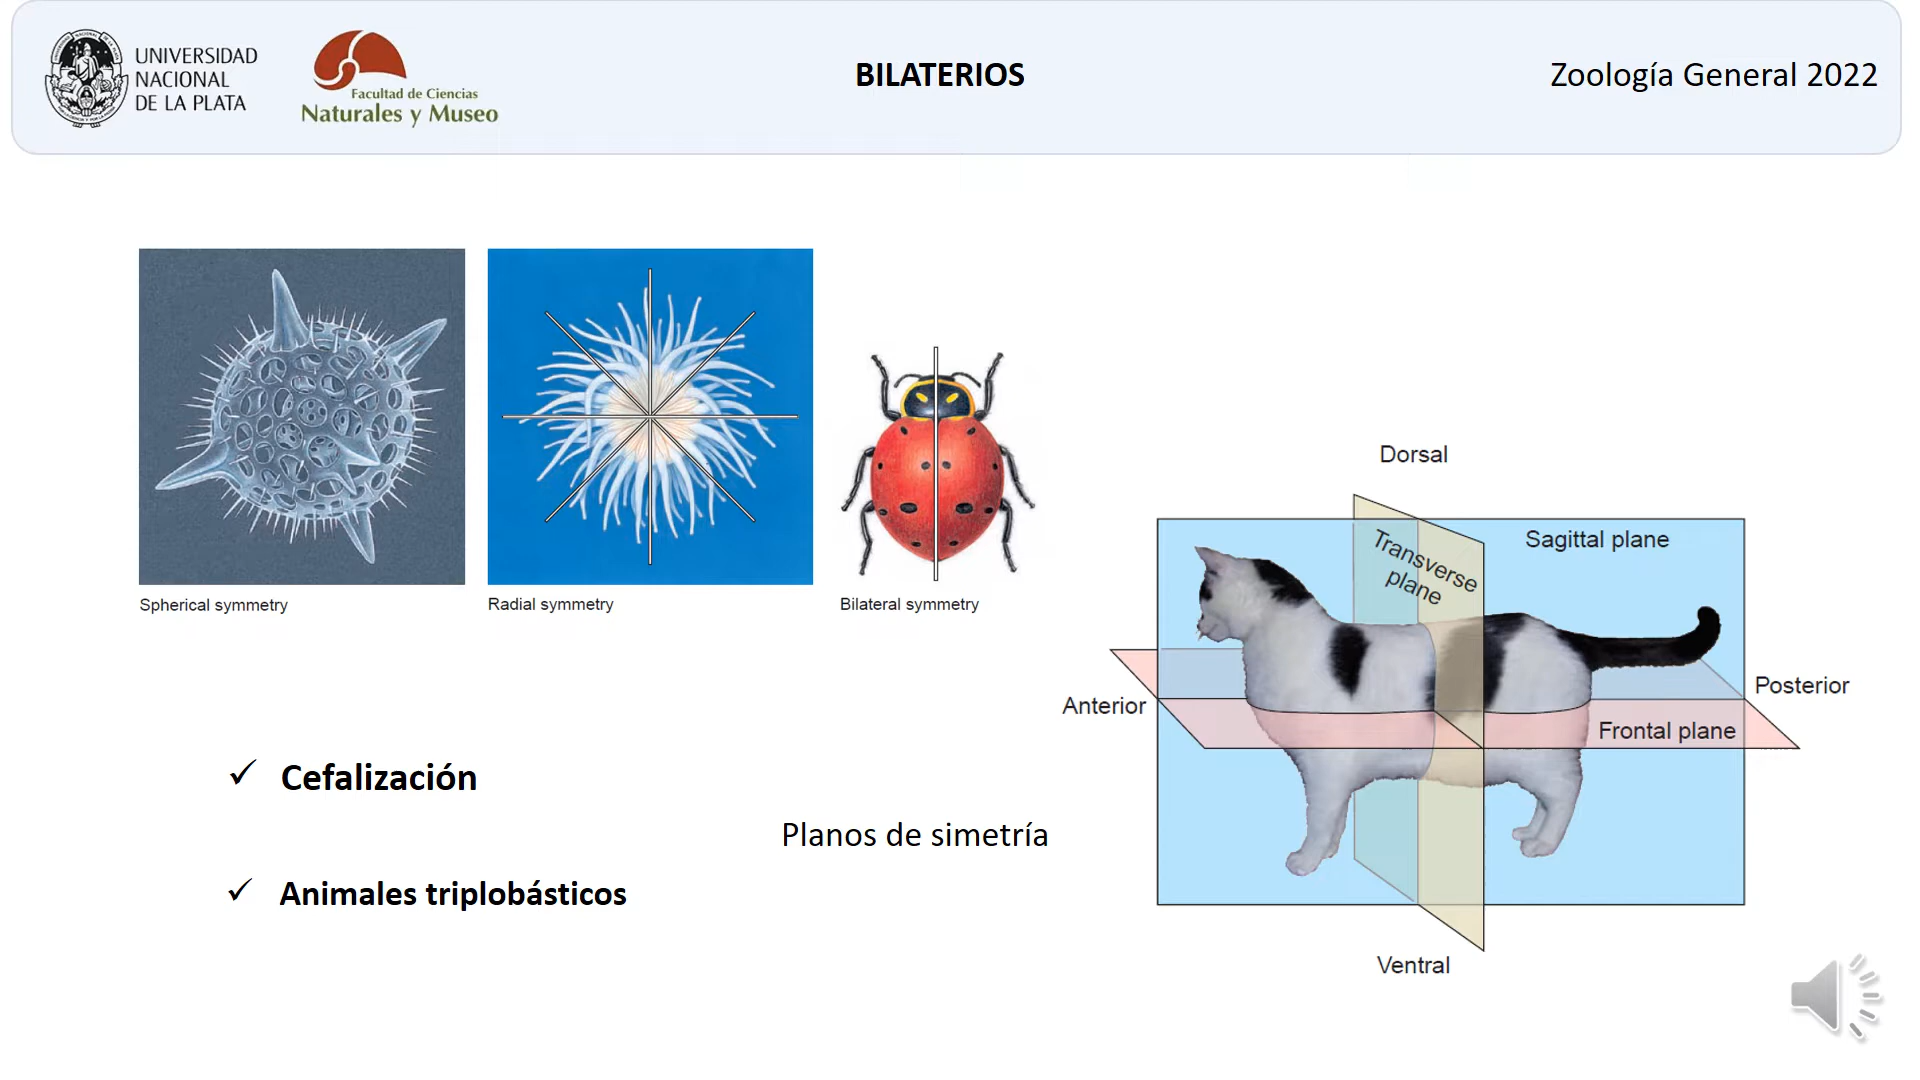 UNIVERSIDAD
NACIONAL
DE LA PLATA
Facultad de Ciencias
Naturales y Museo
BILATERIOS
Zoología General 2022
Spherical symmetry
Radial symmetry
Bilateral symmetry
Dorsal
Sagittal plane
Transverse
plane
Anterior
Posterior
Frontal plane
Ventral
Cefalización
Planos de simetría
Animales triplobásticos